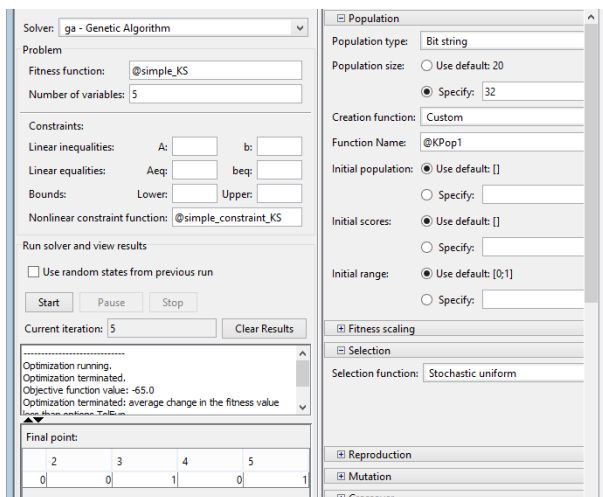 Solver: ga - Genetic Algorithm
Problem
Fitness function: @simple_KS
Number of variables: 5
Constraints:
Linear inequalities: A: b:
Linear equalities: Aeq: beq:
Bounds: Lower: Upper:
Nonlinear constraint function: @simple_constraint_KS
Run solver and view results
Use random states from previous run
Start Pause Stop
Current iteration: 5 Clear Results
Optimization running.
Optimization terminated.
Objective function value: -65.0
Optimization terminated: average change in the fitness value
less than options.TolFun
Final point:
2 3 4 5
0 0 1 0 1
Population
Population type: Bit string
Population size: Use default: 20
Specify: 32
Creation function: Custom
Function Name: @KPop1
Initial population: Use default: []
Specify:
Initial scores: Use default: []
Specify:
Initial range: Use default: [0;1]
Specify:
Fitness scaling
Selection
Selection function: Stochastic uniform
Reproduction
Mutation
Crossover